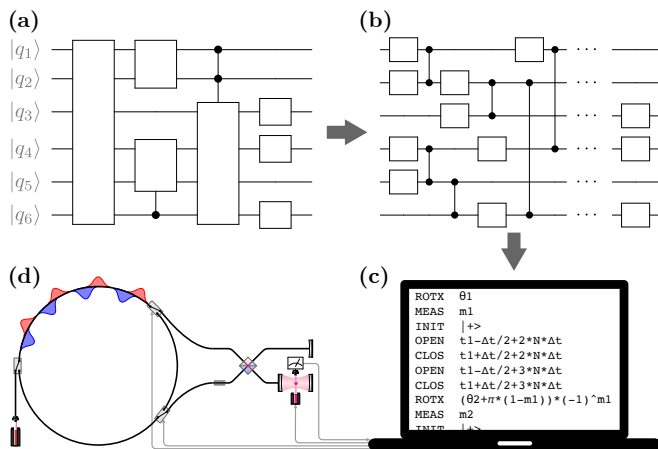 (a)
(b)
|q1⟩
|q2⟩
|q3⟩
|q4⟩
|q5⟩
|q6⟩
...
...
...
...
...
...
(d)
(c)
ROTX θ1
MEAS m1
INIT |+>
OPEN t1-Δt/2+2*N*Δt
CLOS t1+Δt/2+2*N*Δt
OPEN t1-Δt/2+3*N*Δt
CLOS t1+Δt/2+3*N*Δt
ROTX (θ2+π*(1-m1))*(-1)^m1
MEAS m2
INIT |+>